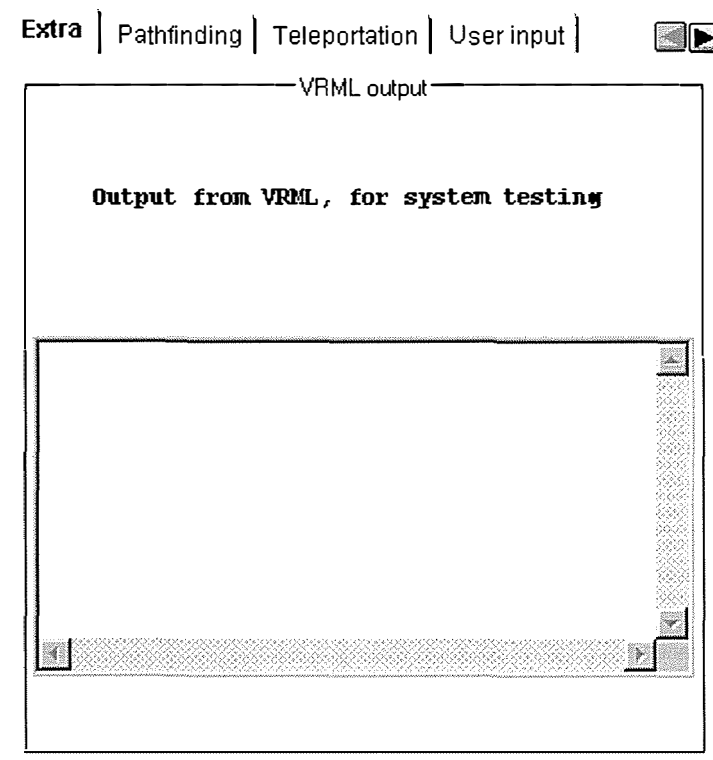 Extra Pathfinding Teleportation User input
VRML output
Output from VRML, for system testing